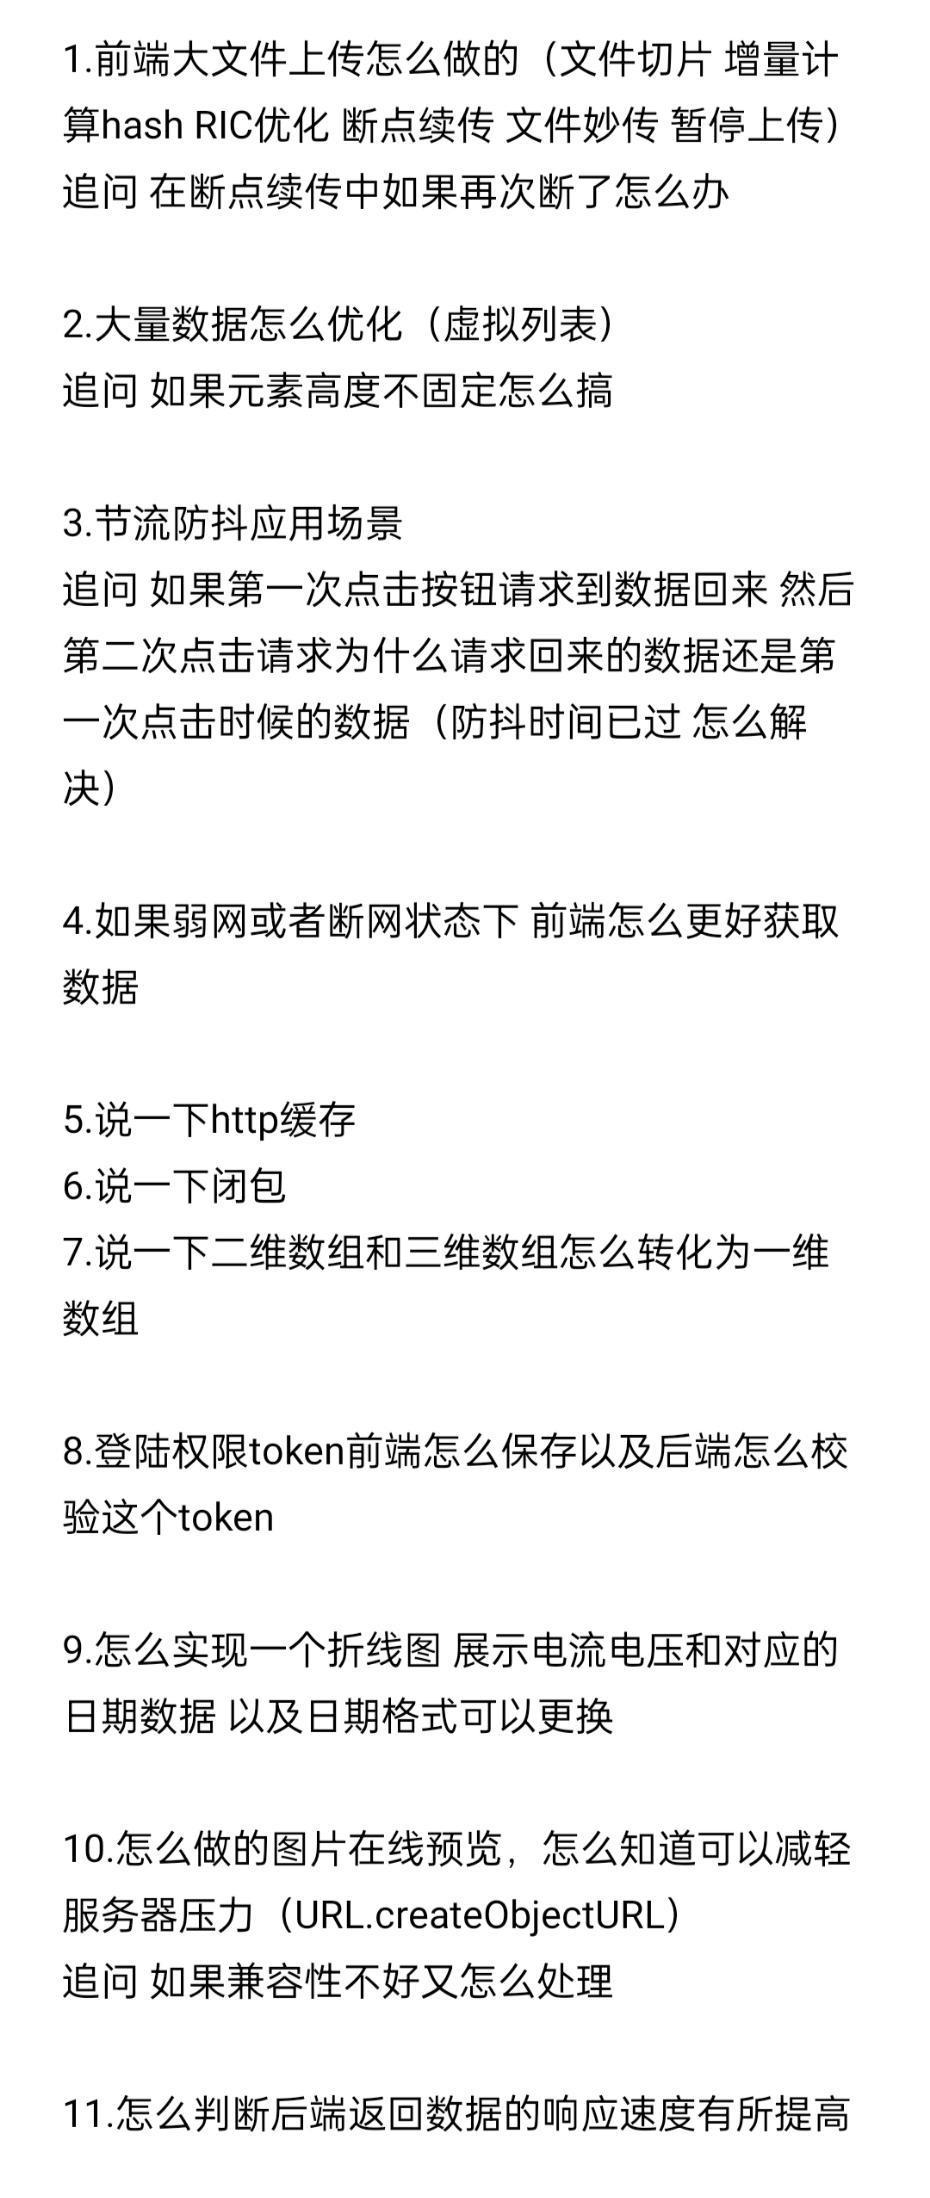 1.前端大文件上传怎么做的（文件切片 增量计
算hash RIC优化 断点续传 文件妙传 暂停上传）
追问 在断点续传中如果再次断了怎么办
2.大量数据怎么优化（虚拟列表）
追问 如果元素高度不固定怎么搞
3.节流防抖应用场景
追问 如果第一次点击按钮请求到数据回来 然后
第二次点击请求为什么请求回来的数据还是第
一次点击时候的数据（防抖时间已过 怎么解
决）
4.如果弱网或者断网状态下 前端怎么更好获取
数据
5.说一下http缓存
6.说一下闭包
7.说一下二维数组和三维数组怎么转化为一维
数组
8.登陆权限token前端怎么保存以及后端怎么校
验这个token
9.怎么实现一个折线图 展示电流电压和对应的
日期数据 以及日期格式可以更换
10.怎么做的图片在线预览，怎么知道可以减轻
服务器压力（URL.createObjectURL）
追问 如果兼容性不好又怎么处理
11.怎么判断后端返回数据的响应速度有所提高